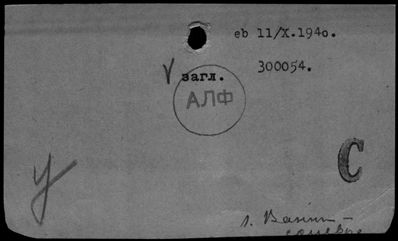 eb 11/X.1940.
300054.
V загл.
АЛФ
С
у